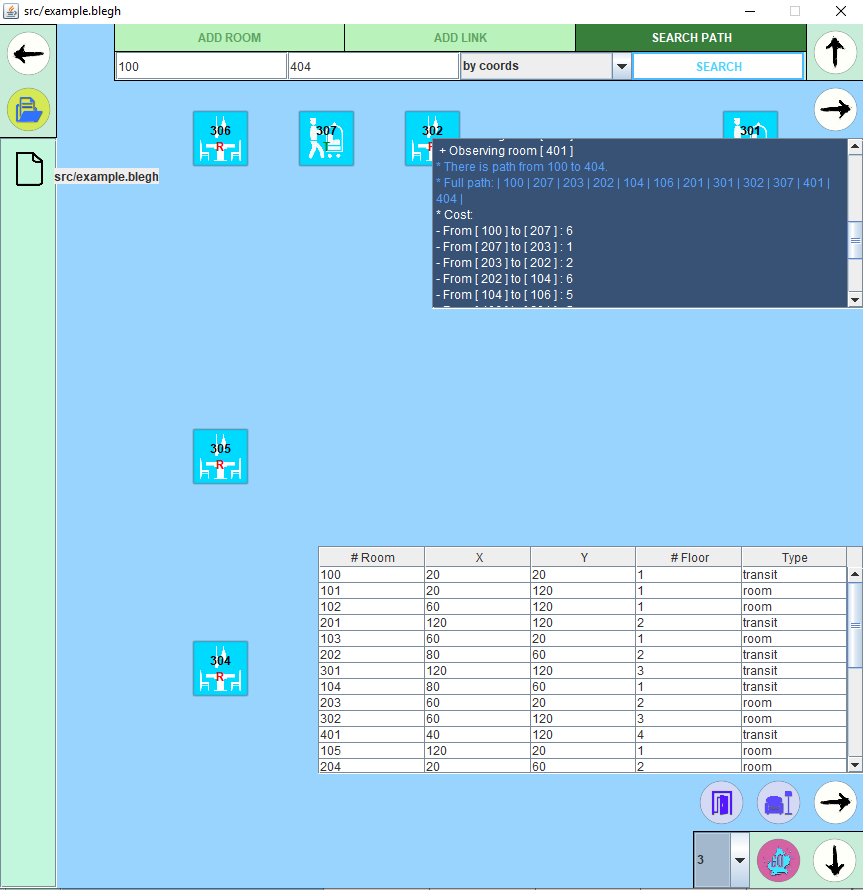 src/example.blegh
ADD ROOM ADD LINK SEARCH PATH
100 404 by coords SEARCH
306 R
307 T
302
301
+ Observing room [ 401 ]
* There is path from 100 to 404.
* Full path: | 100 | 207 | 203 | 202 | 104 | 106 | 201 | 301 | 302 | 307 | 401 |
404 |
* Cost:
- From [ 100 ] to [ 207 ] : 6
- From [ 207 ] to [ 203 ] : 1
- From [ 203 ] to [ 202 ] : 2
- From [ 202 ] to [ 104 ] : 6
- From [ 104 ] to [ 106 ] : 5
src/example.blegh
305
R
304
R
# Room X Y # Floor Type
100 20 20 1 transit
101 20 120 1 room
102 60 120 1 room
201 120 120 2 transit
103 60 20 1 room
202 80 60 2 transit
301 120 120 3 transit
104 80 60 1 transit
203 60 20 2 room
302 60 120 3 room
401 40 120 4 transit
105 120 20 1 room
204 20 60 2 room
3